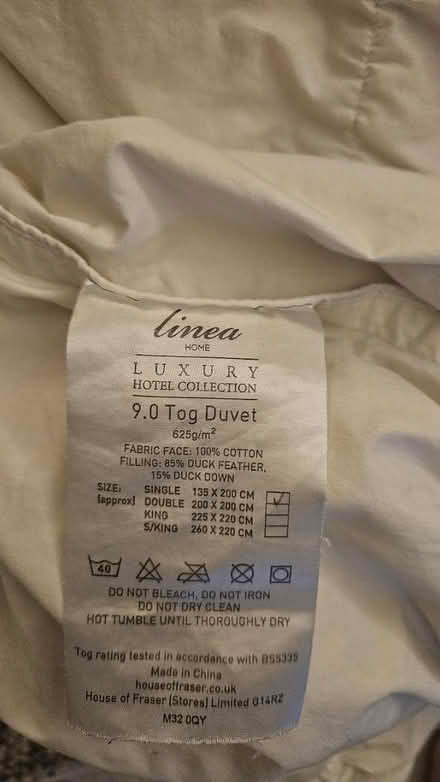 linea
HOME
LUXURY
HOTEL COLLECTION
9.0 Tog Duvet
625g/m²
FABRIC FACE: 100% COTTON
FILLING: 85% DUCK FEATHER,
15% DUCK DOWN
SIZE: SINGLE 135 X 200 CM
(approx) DOUBLE 200 X 200 CM
KING 225 X 220 CM
S/KING 260 X 220 CM
40
DO NOT BLEACH, DO NOT IRON
DO NOT DRY CLEAN
HOT TUMBLE UNTIL THOROUGHLY DRY
Tog rating tested in accordance with BS5335
Made in China
houseoffraser.co.uk
House of Fraser (Stores) Limited G14RZ
M32 0QY